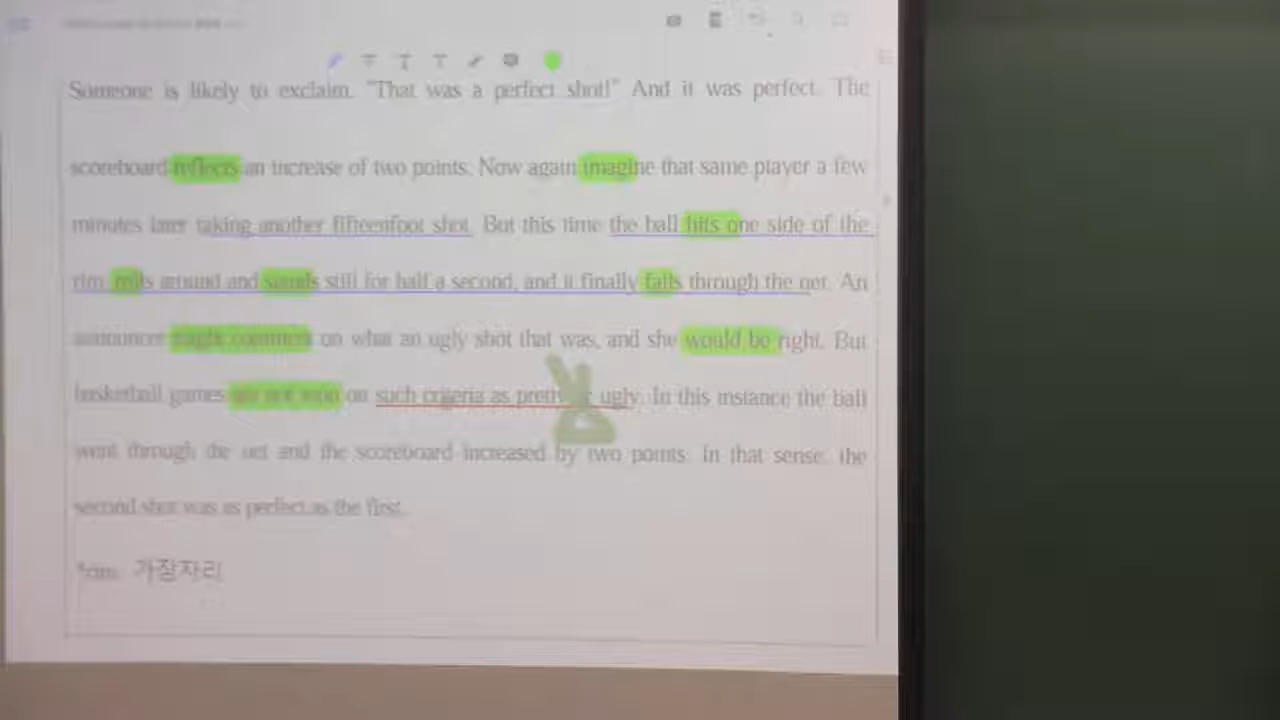 Someone is likely to exclaim. "That was a perfect shot!" And it was perfect. The
scoreboard reflects an increase of two points. Now again imagine that same player a few
minutes later taking another fifteenfoot shot. But this time the ball hits one side of the
rim, rolls around and stands still for half a second, and it finally falls through the net. An
announcer might comment on what an ugly shot that was, and she would be right. But
basketball games are not won on such criteria as pretty or ugly. In this instance the ball
went through the net and the scoreboard increased by two points. In that sense, the
second shot was as perfect as the first.
*rim: 가장자리